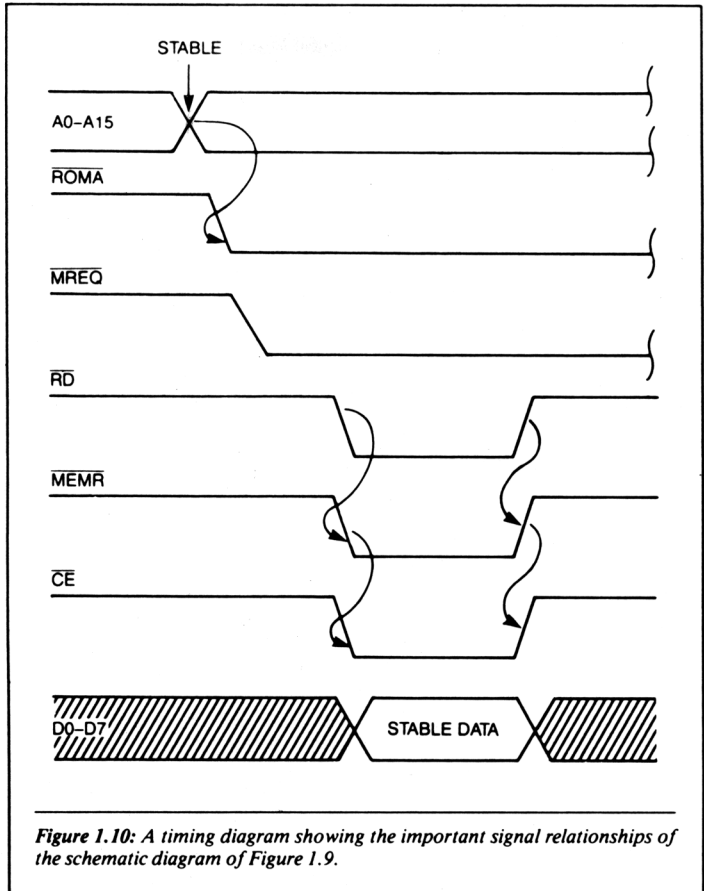 STABLE
A0–A15
ROMA
MREQ
RD
MEMR
CE
D0–D7
STABLE DATA
Figure 1.10: A timing diagram showing the important signal relationships of
the schematic diagram of Figure 1.9.